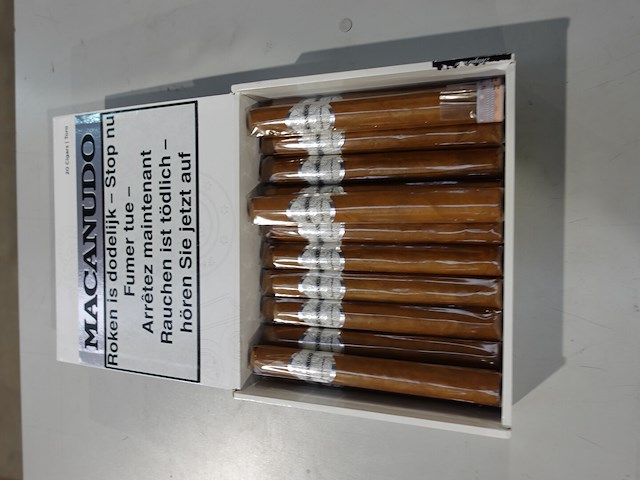 20 Cigars | Toro
MACANUDO
Roken is dodelijk – Stop nu
Fumer tue –
Arrêtez maintenant
Rauchen ist tödlich –
hören Sie jetzt auf